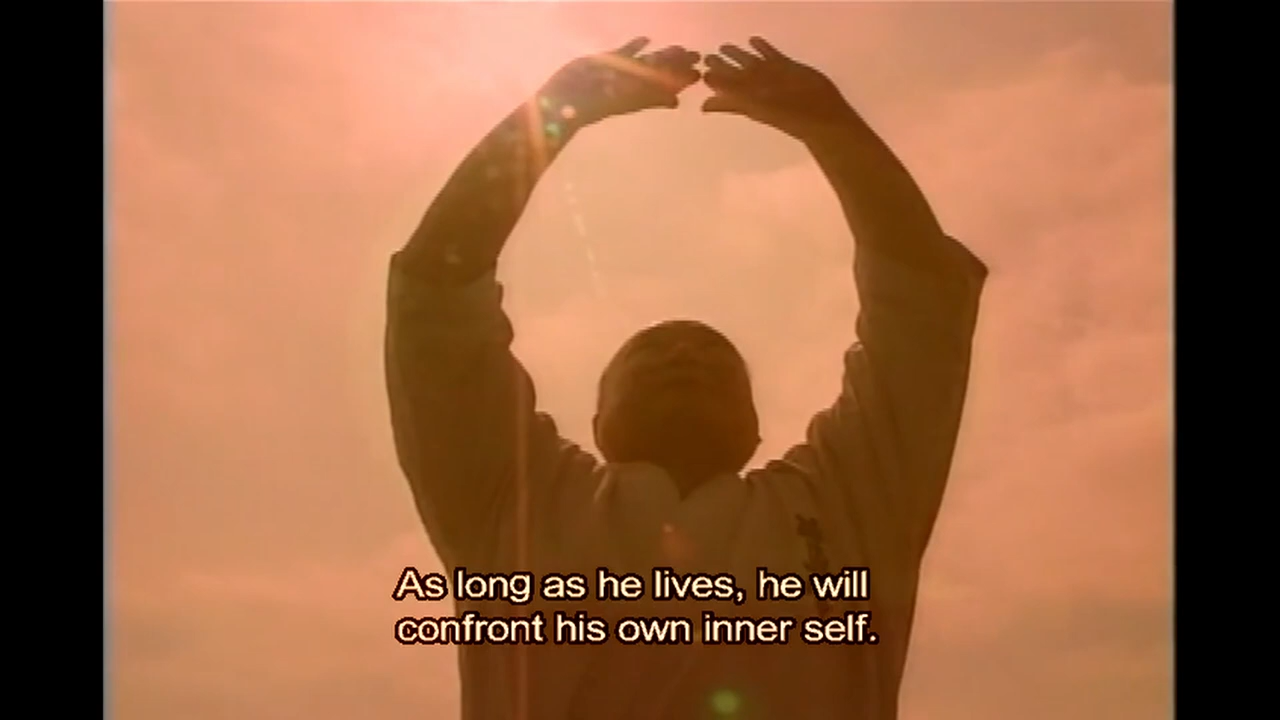 As long as he lives, he will
confront his own inner self.